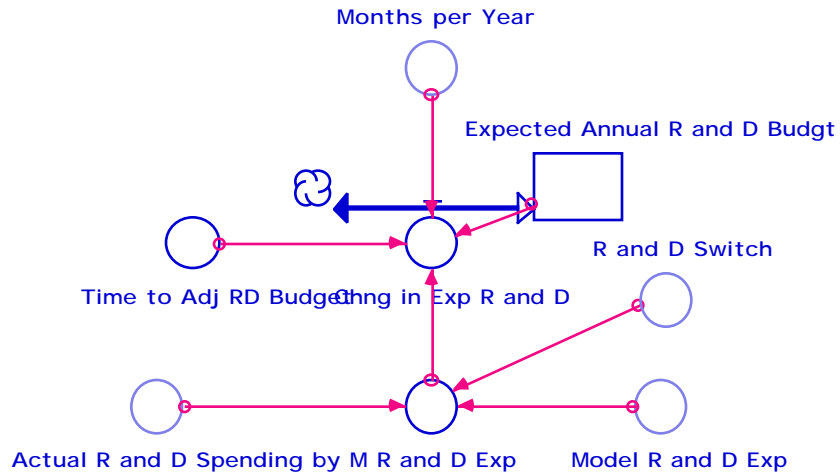 Months per Year
Expected Annual R and D Budgt
R and D Switch
Time to Adj RD Budget
Chng in Exp R and D
Actual R and D Spending by M
R and D Exp
Model R and D Exp